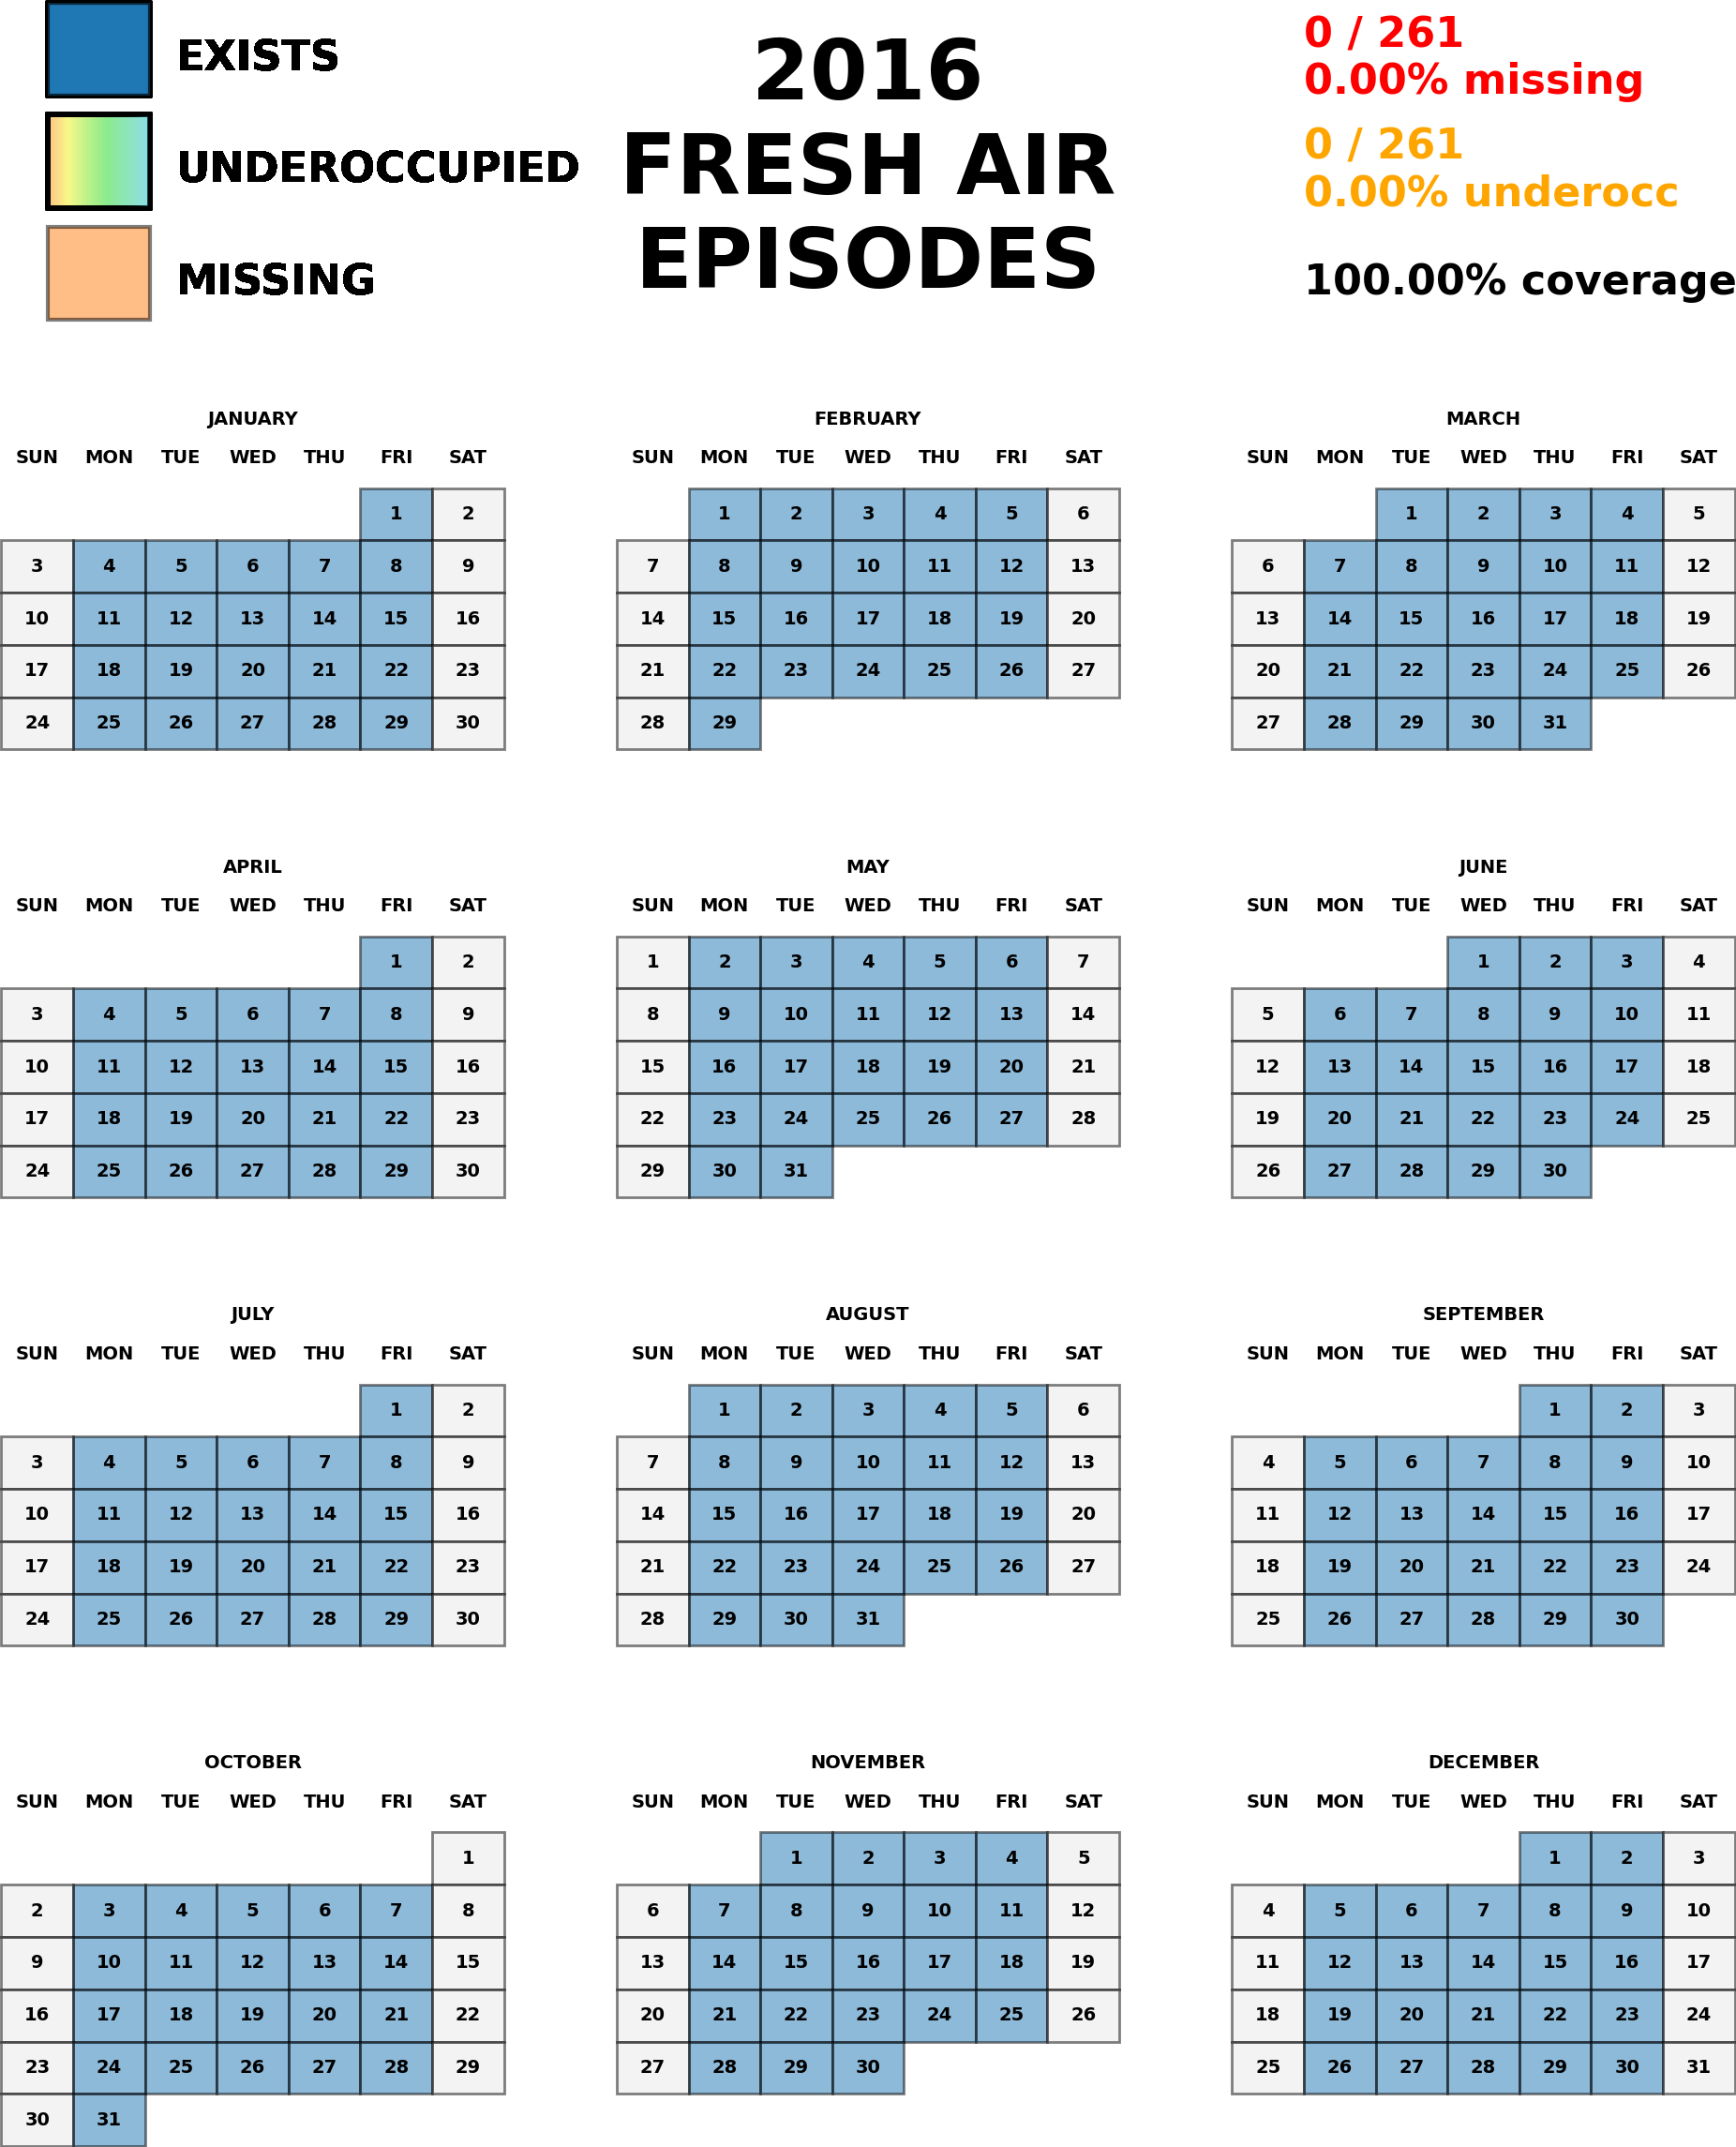 EXISTS
UNDEROCCUPIED
MISSING
2016
FRESH AIR
EPISODES
0 / 261
0.00% missing
0 / 261
0.00% underocc
100.00% coverage
JANUARY
SUN MON TUE WED THU FRI SAT
1 2
3 4 5 6 7 8 9
10 11 12 13 14 15 16
17 18 19 20 21 22 23
24 25 26 27 28 29 30
FEBRUARY
SUN MON TUE WED THU FRI SAT
1 2 3 4 5 6
7 8 9 10 11 12 13
14 15 16 17 18 19 20
21 22 23 24 25 26 27
28 29
MARCH
SUN MON TUE WED THU FRI SAT
1 2 3 4 5
6 7 8 9 10 11 12
13 14 15 16 17 18 19
20 21 22 23 24 25 26
27 28 29 30 31
APRIL
SUN MON TUE WED THU FRI SAT
1 2
3 4 5 6 7 8 9
10 11 12 13 14 15 16
17 18 19 20 21 22 23
24 25 26 27 28 29 30
MAY
SUN MON TUE WED THU FRI SAT
1 2 3 4 5 6 7
8 9 10 11 12 13 14
15 16 17 18 19 20 21
22 23 24 25 26 27 28
29 30 31
JUNE
SUN MON TUE WED THU FRI SAT
1 2 3 4
5 6 7 8 9 10 11
12 13 14 15 16 17 18
19 20 21 22 23 24 25
26 27 28 29 30
JULY
SUN MON TUE WED THU FRI SAT
1 2
3 4 5 6 7 8 9
10 11 12 13 14 15 16
17 18 19 20 21 22 23
24 25 26 27 28 29 30
AUGUST
SUN MON TUE WED THU FRI SAT
1 2 3 4 5 6
7 8 9 10 11 12 13
14 15 16 17 18 19 20
21 22 23 24 25 26 27
28 29 30 31
SEPTEMBER
SUN MON TUE WED THU FRI SAT
1 2 3
4 5 6 7 8 9 10
11 12 13 14 15 16 17
18 19 20 21 22 23 24
25 26 27 28 29 30
OCTOBER
SUN MON TUE WED THU FRI SAT
1
2 3 4 5 6 7 8
9 10 11 12 13 14 15
16 17 18 19 20 21 22
23 24 25 26 27 28 29
30 31
NOVEMBER
SUN MON TUE WED THU FRI SAT
1 2 3 4 5
6 7 8 9 10 11 12
13 14 15 16 17 18 19
20 21 22 23 24 25 26
27 28 29 30
DECEMBER
SUN MON TUE WED THU FRI SAT
1 2 3
4 5 6 7 8 9 10
11 12 13 14 15 16 17
18 19 20 21 22 23 24
25 26 27 28 29 30 31